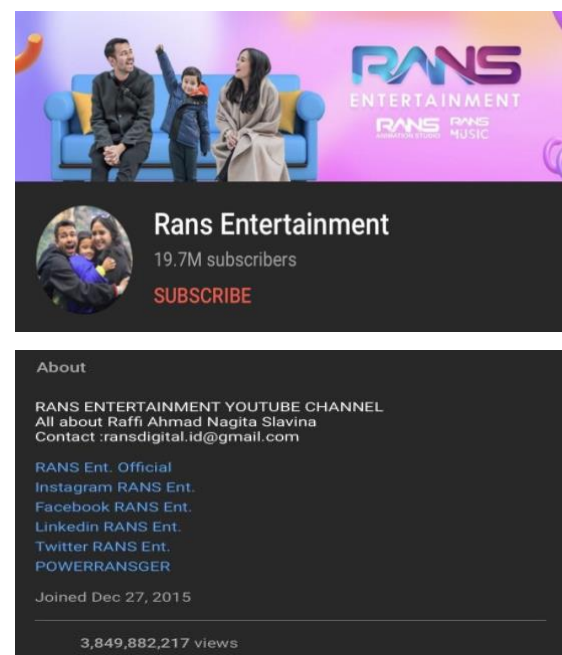 RANS
ENTERTAINMENT
RANS ANIMATION STUDIO RANS MUSIC
Rans Entertainment
19.7M subscribers
SUBSCRIBE
About
RANS ENTERTAINMENT YOUTUBE CHANNEL
All about Raffi Ahmad Nagita Slavina
Contact :ransdigital.id@gmail.com
RANS Ent. Official
Instagram RANS Ent.
Facebook RANS Ent.
Linkedin RANS Ent.
Twitter RANS Ent.
POWERRANSGER
Joined Dec 27, 2015
3,849,882,217 views